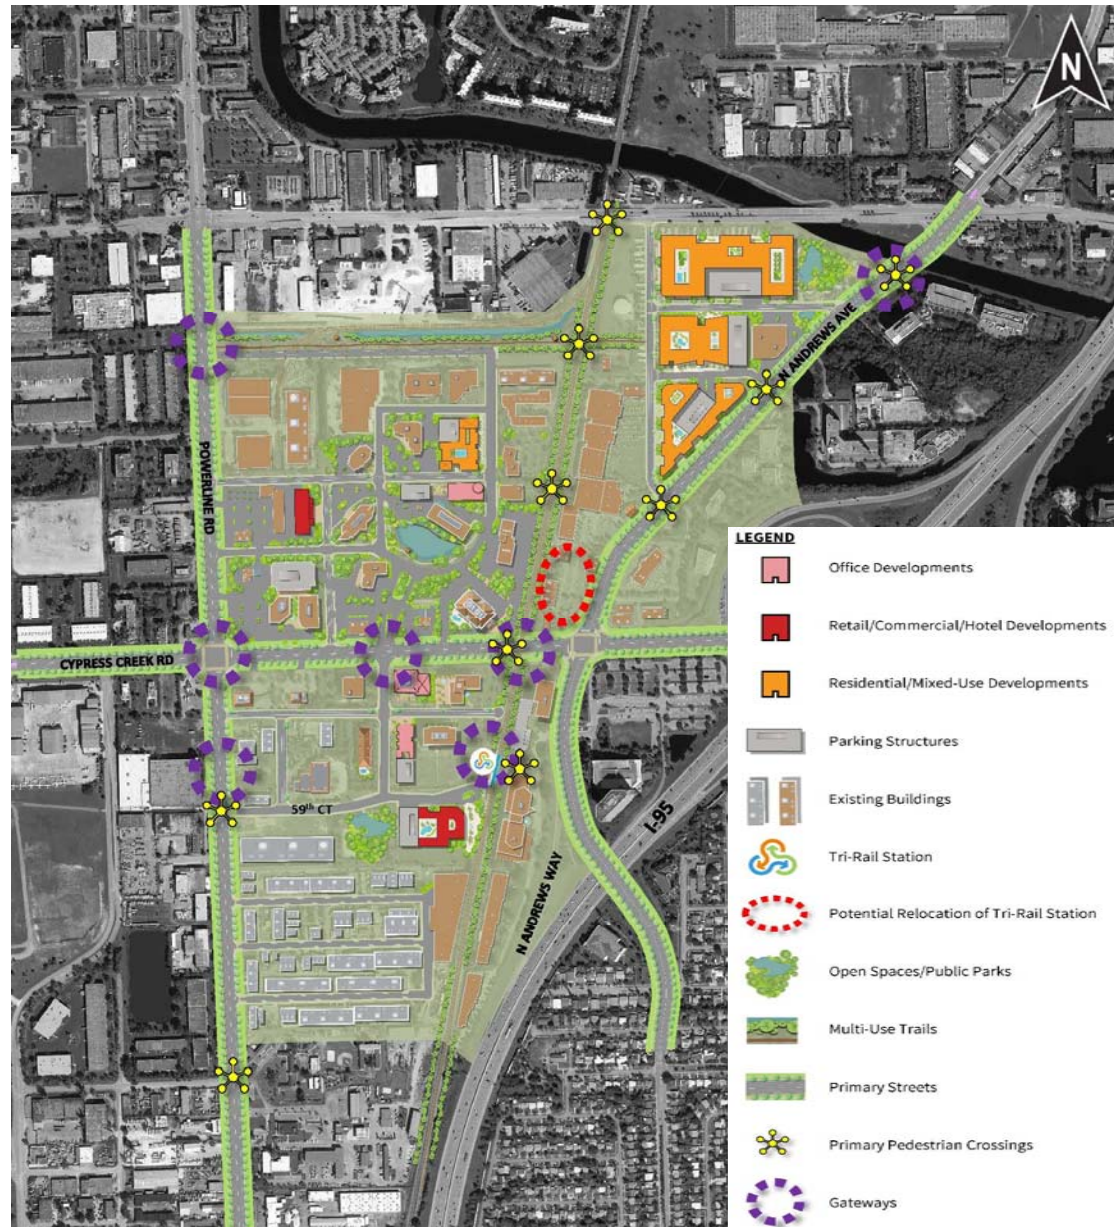 N
N ANDREWS AVE
POWERLINE RD
CYPRESS CREEK RD
59th CT
I-95
N ANDREWS WAY
LEGEND
Office Developments
Retail/Commercial/Hotel Developments
Residential/Mixed-Use Developments
Parking Structures
Existing Buildings
Tri-Rail Station
Potential Relocation of Tri-Rail Station
Open Spaces/Public Parks
Multi-Use Trails
Primary Streets
Primary Pedestrian Crossings
Gateways